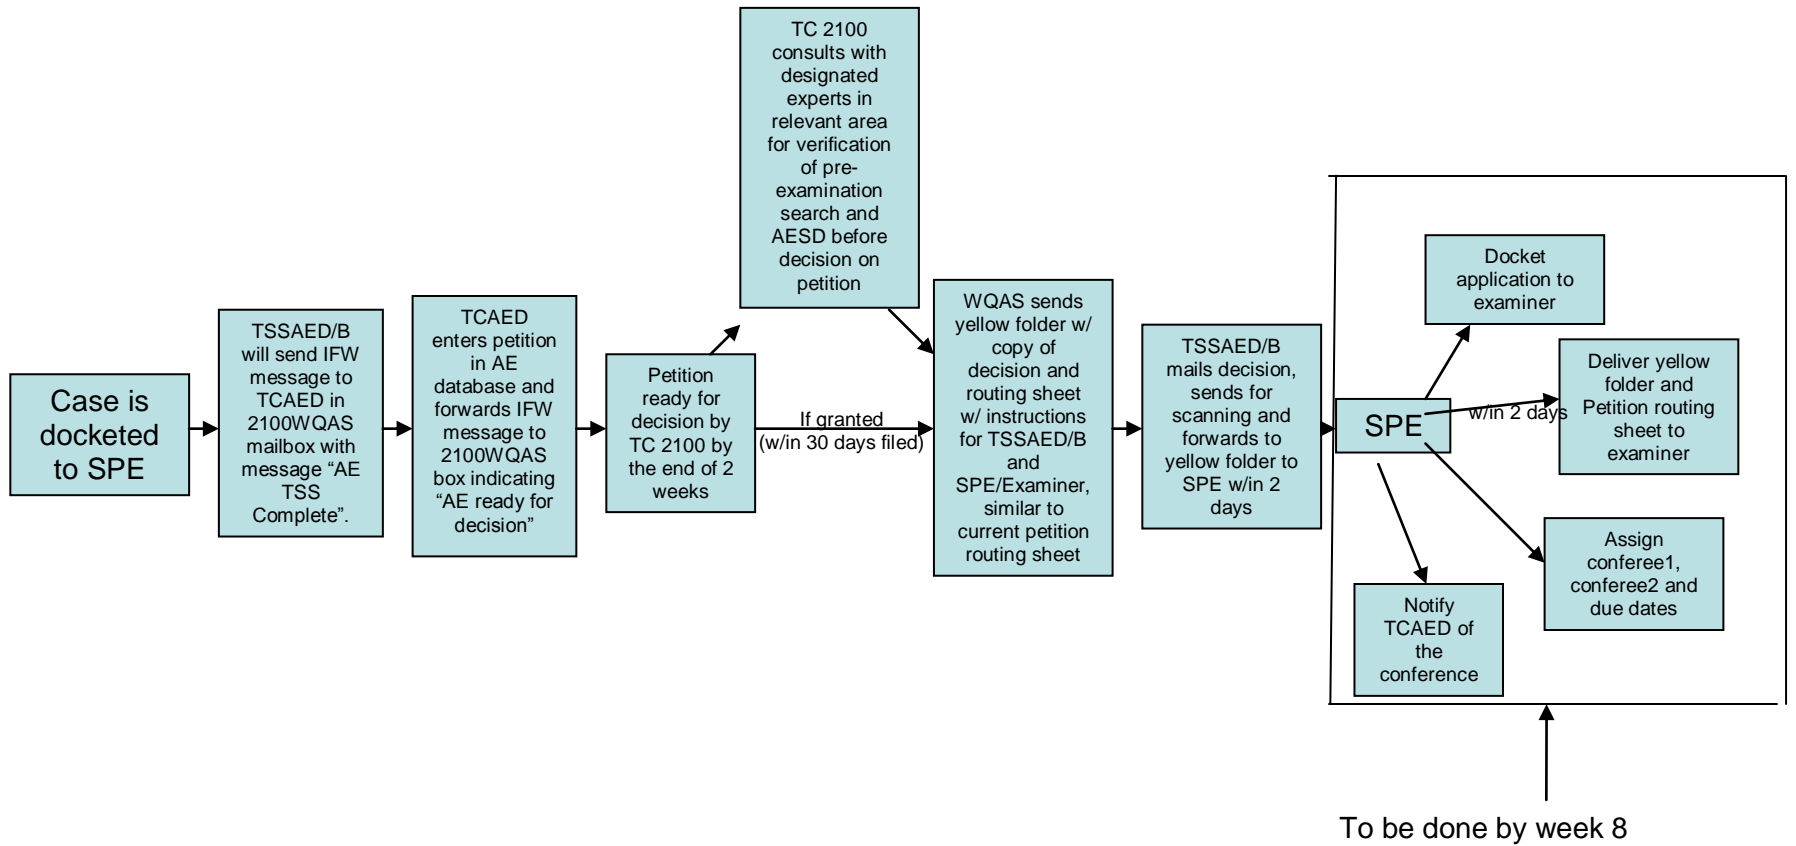 Case is
docketed
to SPE
TSSAED/B
will send IFW
message to
TCAED in
2100WQAS
mailbox with
message “AE
TSS
Complete”.
TCAED
enters petition
in AE
database and
forwards IFW
message to
2100WQAS
box indicating
“AE ready for
decision”
Petition
ready for
decision by
TC 2100 by
the end of 2
weeks
TC 2100
consults with
designated
experts in
relevant area
for verification
of pre-
examination
search and
AESD before
decision on
petition
If granted
(w/in 30 days filed)
WQAS sends
yellow folder w/
copy of
decision and
routing sheet
w/ instructions
for TSSAED/B
and
SPE/Examiner,
similar to
current petition
routing sheet
TSSAED/B
mails decision,
sends for
scanning and
forwards to
yellow folder to
SPE w/in 2
days
SPE
Docket
application to
examiner
w/in 2 days
Deliver yellow
folder and
Petition routing
sheet to
examiner
Assign
conferee1,
conferee2 and
due dates
Notify
TCAED of
the
conference
To be done by week 8